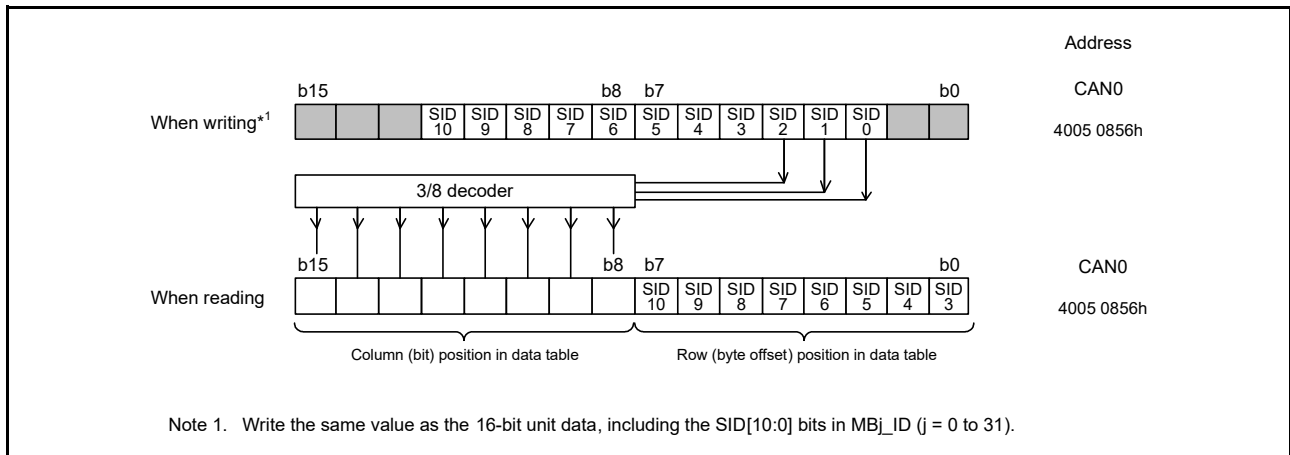 Address
b15 b8 b7 b0 CAN0
When writing*1 SID 10 SID 9 SID 8 SID 7 SID 6 SID 5 SID 4 SID 3 SID 2 SID 1 SID 0 4005 0856h
3/8 decoder
b15 b8 b7 b0 CAN0
When reading SID 10 SID 9 SID 8 SID 7 SID 6 SID 5 SID 4 SID 3 4005 0856h
Column (bit) position in data table Row (byte offset) position in data table
Note 1. Write the same value as the 16-bit unit data, including the SID[10:0] bits in MBj_ID (j = 0 to 31).